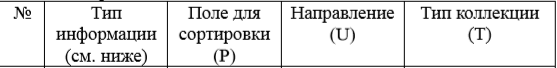 № Тип Поле для Направление Тип коллекции
информации сортировки (U) (T)
(см. ниже) (P)